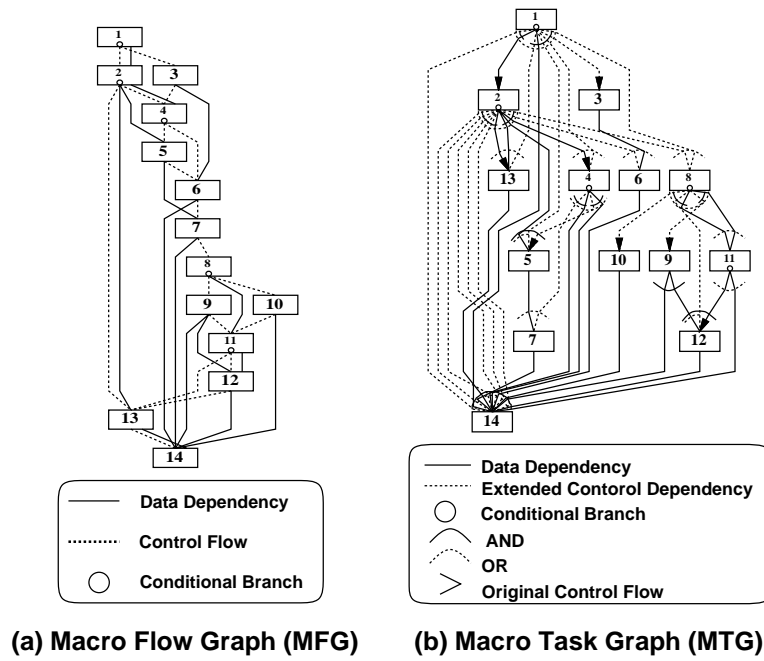 1
2
3
4
5
6
7
8
9
10
11
12
13
14
Data Dependency
Control Flow
Conditional Branch
(a) Macro Flow Graph (MFG)
1
2
3
13
4
6
8
5
10
9
11
7
12
14
Data Dependency
Extended Contorol Dependency
Conditional Branch
AND
OR
Original Control Flow
(b) Macro Task Graph (MTG)